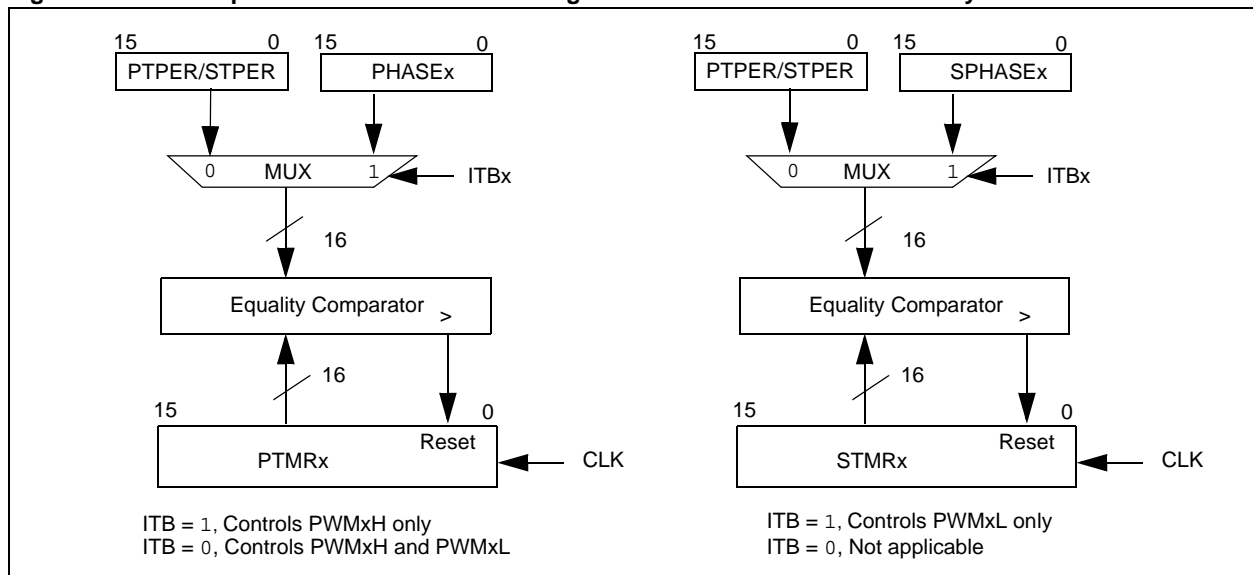 15 0 15 0
PTPER/STPER PHASEx
0 MUX 1 ITBx
16
Equality Comparator >
16
15 0
Reset
PTMRx CLK
ITB = 1, Controls PWMxH only
ITB = 0, Controls PWMxH and PWMxL
15 0 15 0
PTPER/STPER SPHASEx
0 MUX 1 ITBx
16
Equality Comparator >
16
15 0
Reset
STMRx CLK
ITB = 1, Controls PWMxL only
ITB = 0, Not applicable